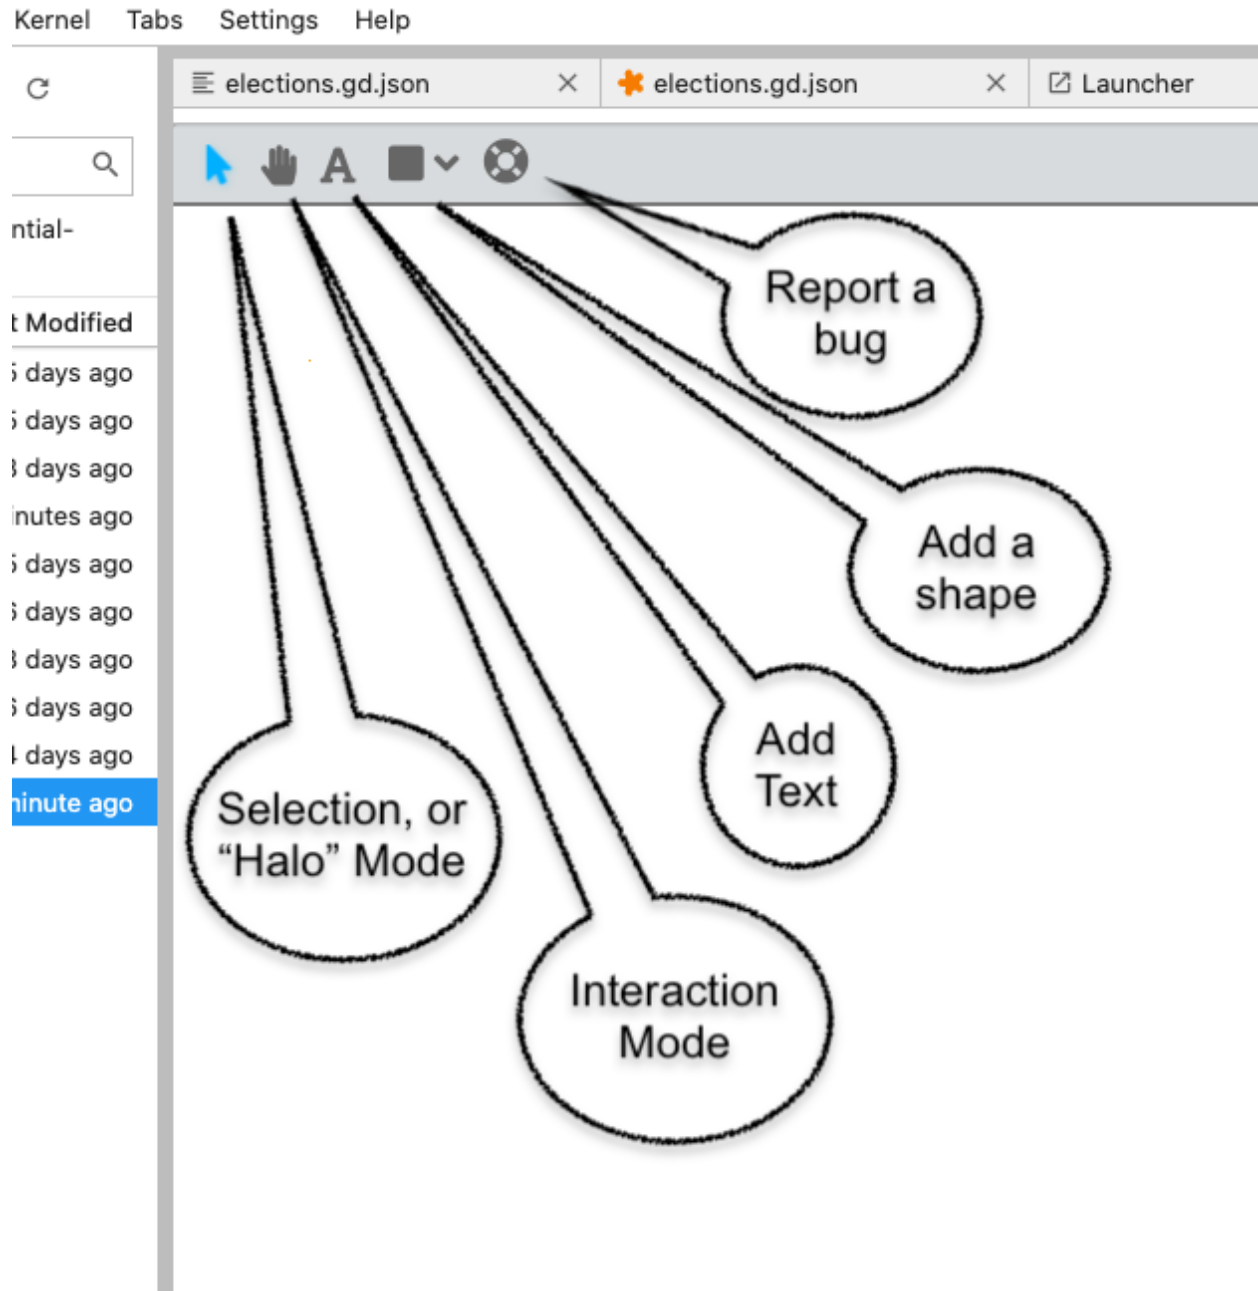 Kernel Tabs Settings Help
elections.gd.json elections.gd.json Launcher
A
ntial-
t Modified
days ago
days ago
days ago
inutes ago
days ago
days ago
days ago
days ago
days ago
minute ago
Report a
bug
Add a
shape
Add
Text
Selection, or
“Halo” Mode
Interaction
Mode